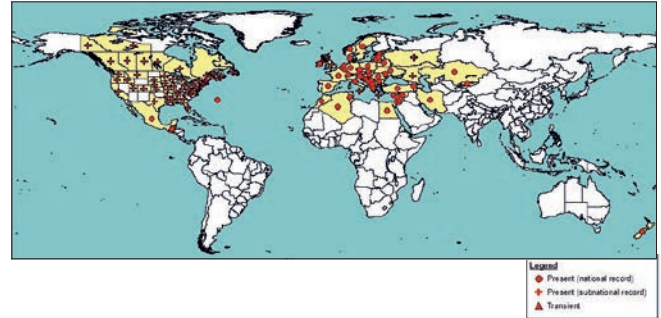 Legend
Present (national record)
Present (subnational record)
Transient